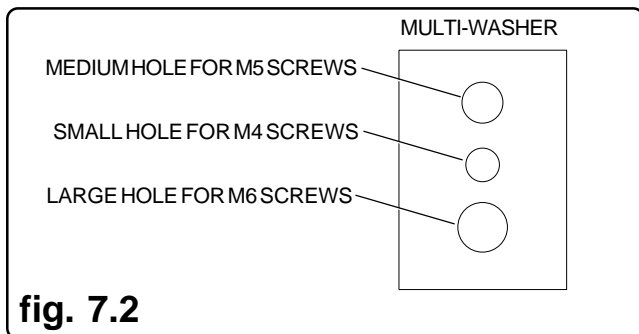 MULTI-WASHER
MEDIUM HOLE FOR M5 SCREWS
SMALL HOLE FOR M4 SCREWS
LARGE HOLE FOR M6 SCREWS
fig. 7.2